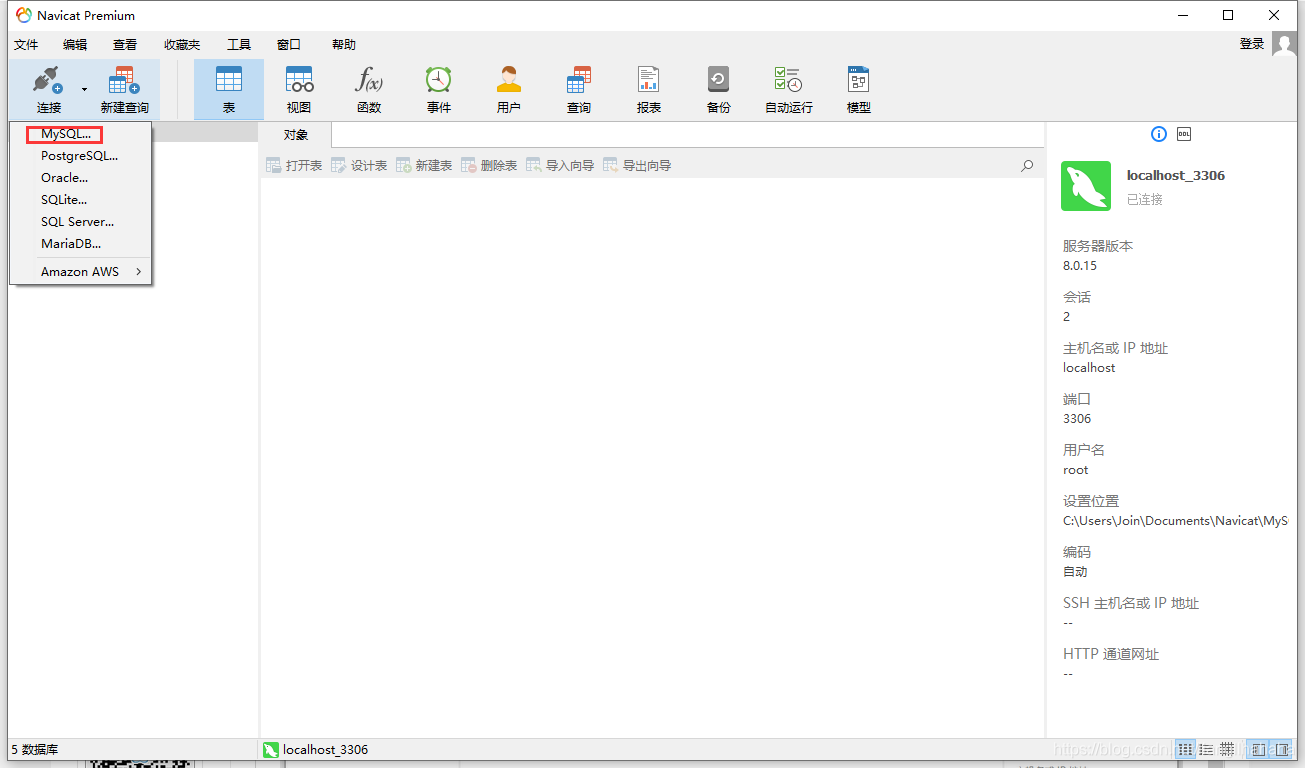 Navicat Premium
文件 编辑 查看 收藏夹 工具 窗口 帮助 登录
连接 新建查询 表 视图 函数 事件 用户 查询 报表 备份 自动运行 模型
f(x)
MySQL...
PostgreSQL...
Oracle...
SQLite...
SQL Server...
MariaDB...
Amazon AWS
对象
打开表 设计表 新建表 删除表 导入向导 导出向导
DDL
localhost_3306
已连接
服务器版本
8.0.15
会话
2
主机名或 IP 地址
localhost
端口
3306
用户名
root
设置位置
C:\Users\Join\Documents\Navicat\MyS
编码
自动
SSH 主机名或 IP 地址
--
HTTP 通道网址
--
5 数据库
localhost_3306
https://blog.csdn.